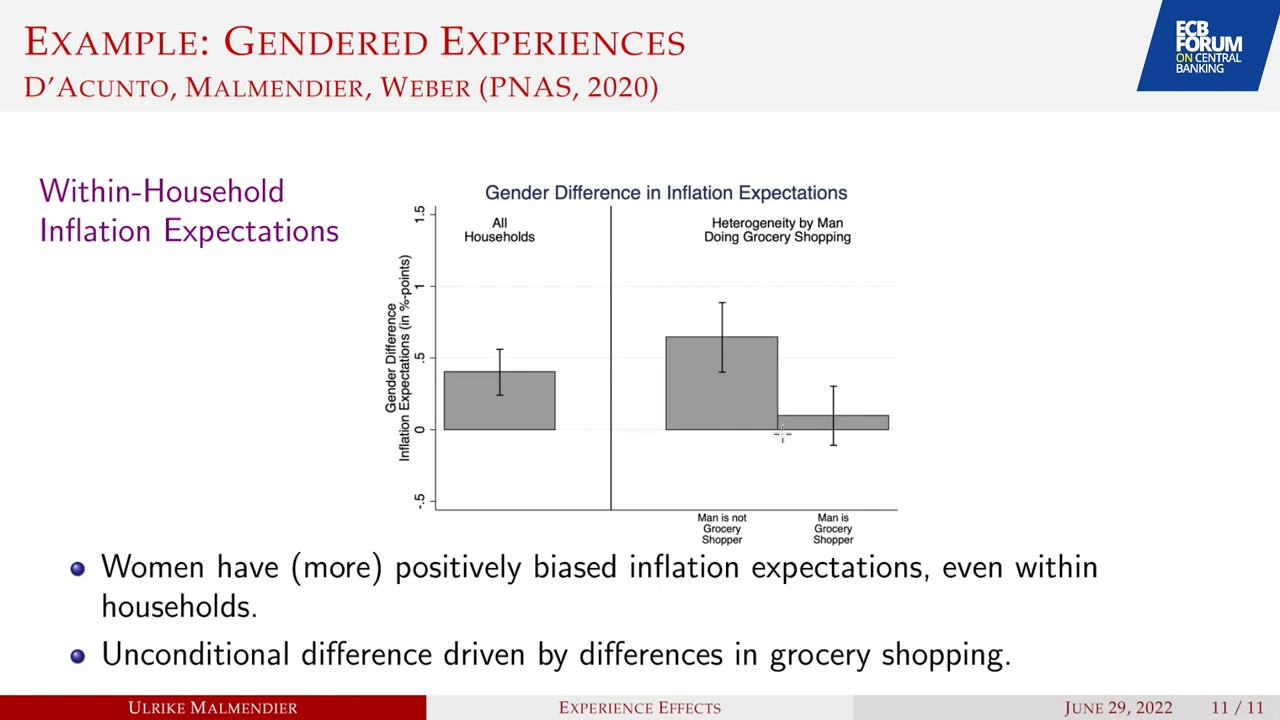 EXAMPLE: GENDERED EXPERIENCES
D'ACUNTO, MALMENDIER, WEBER (PNAS, 2020)
ECB
FORUM
ON CENTRAL
BANKING
Within-Household
Inflation Expectations
Gender Difference in Inflation Expectations
All
Households
Heterogeneity by Man
Doing Grocery Shopping
Gender Difference
Inflation Expectations (in %-points)
1.5
1
.5
0
-.5
Man is not
Grocery
Shopper
Man is
Grocery
Shopper
Women have (more) positively biased inflation expectations, even within
households.
Unconditional difference driven by differences in grocery shopping.
ULRIKE MALMENDIER
EXPERIENCE EFFECTS
JUNE 29, 2022
11 / 11